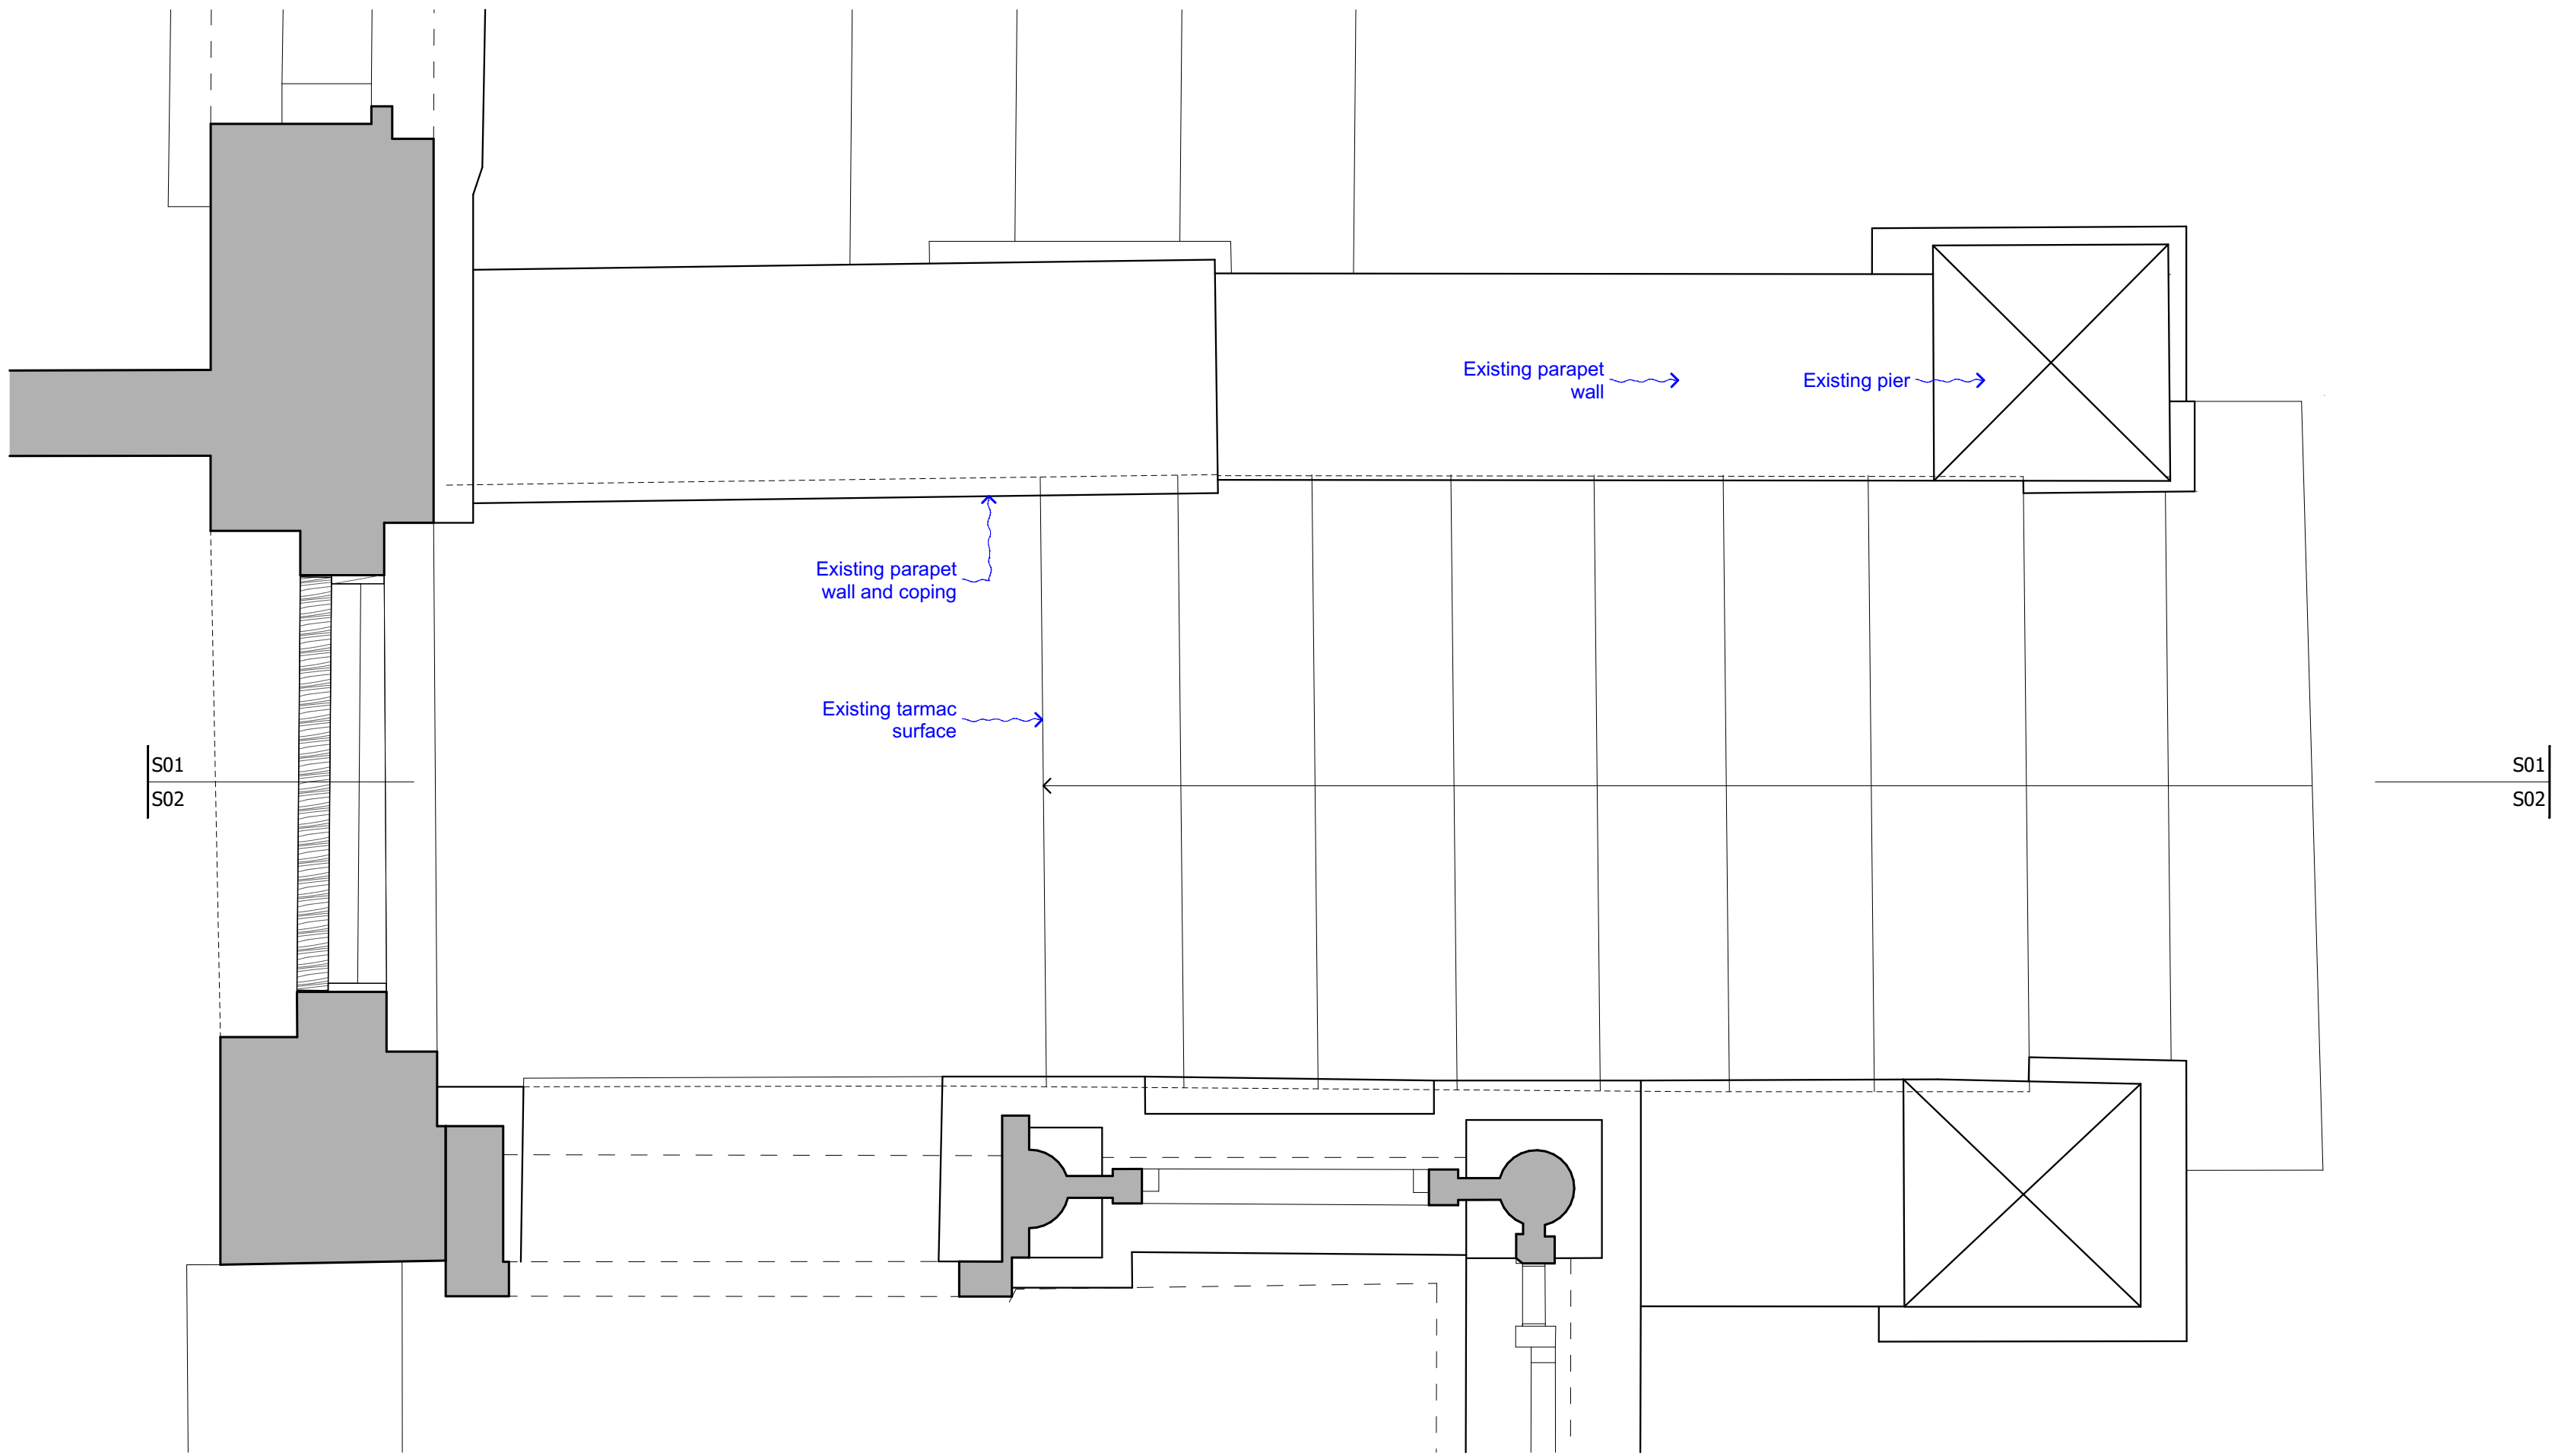 Existing parapet
wall
Existing pier
Existing parapet
wall and coping
Existing tarmac
surface
S01
S02
S01
S02